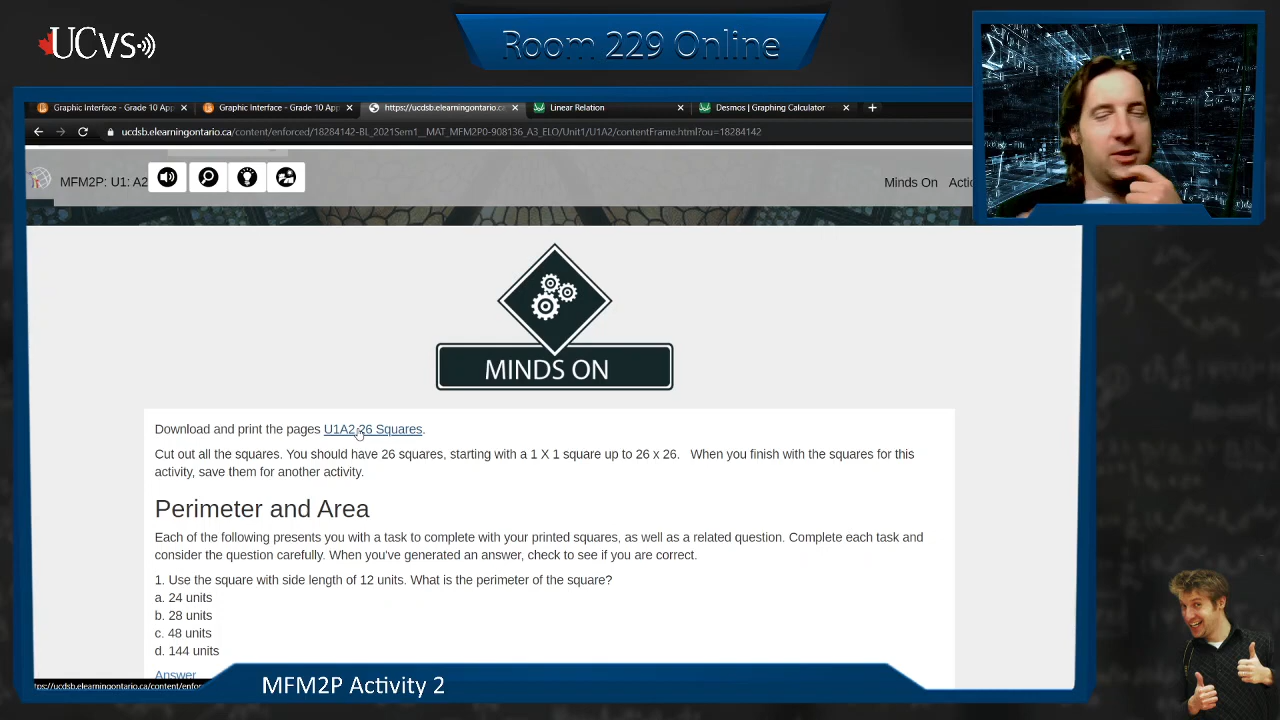 UCvs
Room 229 Online
Graphic Interface - Grade 10 App
Graphic Interface - Grade 10 App
https://ucdsb.elearningontario.ca
Linear Relation
Desmos | Graphing Calculator
ucdsb.elearningontario.ca/content/enforced/18284142-BL_2021Sem1__MAT_MFM2P0-908136_A3_ELO/Unit1/U1A2/contentFrame.html?ou=18284142
MFM2P: U1: A2
Minds On
MINDS ON
Download and print the pages U1A2 26 Squares.
Cut out all the squares. You should have 26 squares, starting with a 1 X 1 square up to 26 x 26. When you finish with the squares for this
activity, save them for another activity.
Perimeter and Area
Each of the following presents you with a task to complete with your printed squares, as well as a related question. Complete each task and
consider the question carefully. When you've generated an answer, check to see if you are correct.
1. Use the square with side length of 12 units. What is the perimeter of the square?
a. 24 units
b. 28 units
c. 48 units
d. 144 units
Answer
MFM2P Activity 2